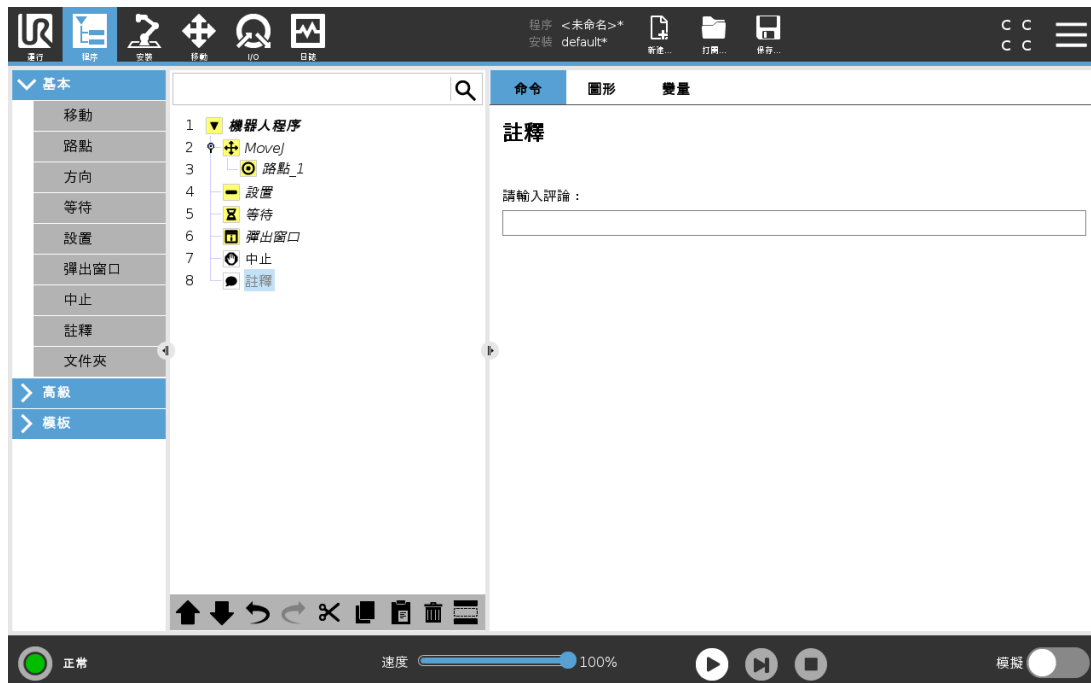 程序 <未命名>*
安裝 default*
運行
程序
安裝
移動
I/O
日誌
新建...
打開...
保存...
C C
C C
基本
移動
路點
方向
等待
設置
彈出窗口
中止
註釋
文件夾
高級
模板
1 機器人程序
2 MoveJ
3 路點_1
4 設置
5 等待
6 彈出窗口
7 中止
8 註釋
命令 圖形 變量
註釋
請輸入評論：
正常
速度 100%
模擬